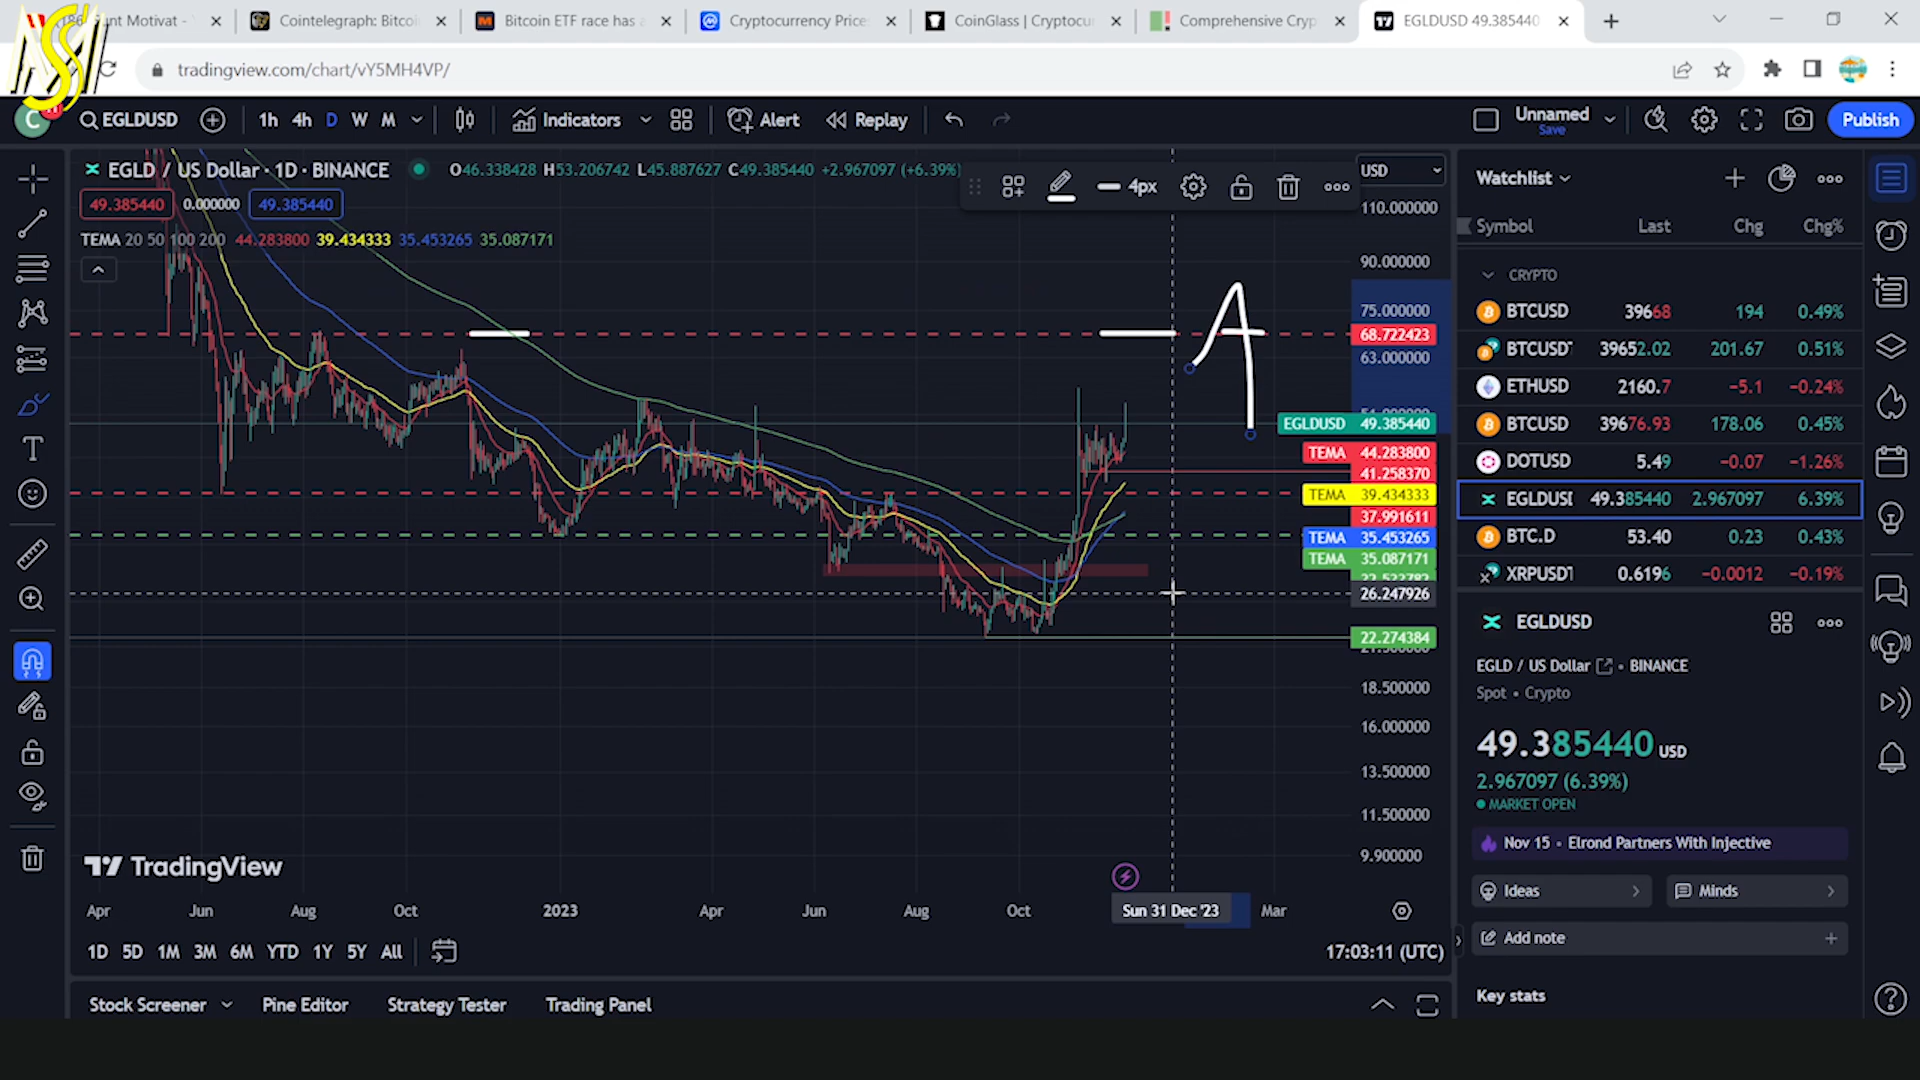 unt Motivat -
Cointelegraph: Bitcoi
Bitcoin ETF race has a
Cryptocurrency Price
CoinGlass | Cryptocur
Comprehensive Cryp
EGLDUSD 49.385440
tradingview.com/chart/vY5MH4VP/
C
EGLDUSD
1h 4h D W M
Indicators
Alert
Replay
Unnamed
Save
Publish
EGLD / US Dollar · 1D · BINANCE
O46.338428 H53.206742 L45.887627 C49.385440 +2.967097 (+6.39%)
4px
USD
49.385440 0.000000 49.385440
TEMA 20 50 100 200 44.283800 39.434333 35.453265 35.087171
110.000000
90.000000
75.000000
68.722423
63.000000
EGLDUSD 49.385440
TEMA 44.283800
41.258370
TEMA 39.434333
37.991611
TEMA 35.453265
TEMA 35.087171
26.247926
22.274384
18.500000
16.000000
13.500000
11.500000
9.900000
A
TradingView
Apr Jun Aug Oct 2023 Apr Jun Aug Oct Sun 31 Dec '23 Mar
1D 5D 1M 3M 6M YTD 1Y 5Y All
17:03:11 (UTC)
Stock Screener Pine Editor Strategy Tester Trading Panel
Watchlist
Symbol Last Chg Chg%
CRYPTO
BTCUSD 39668 194 0.49%
BTCUSDT 39652.02 201.67 0.51%
ETHUSD 2160.7 −5.1 −0.24%
BTCUSD 39676.93 178.06 0.45%
DOTUSD 5.49 −0.07 −1.26%
EGLDUSD 49.385440 2.967097 6.39%
BTC.D 53.40 0.23 0.43%
XRPUSDT 0.6196 −0.0012 −0.19%
EGLDUSD
EGLD / US Dollar • BINANCE
Spot • Crypto
49.385440 USD
2.967097 (6.39%)
MARKET OPEN
Nov 15 • Elrond Partners With Injective
Ideas
Minds
Add note
Key stats